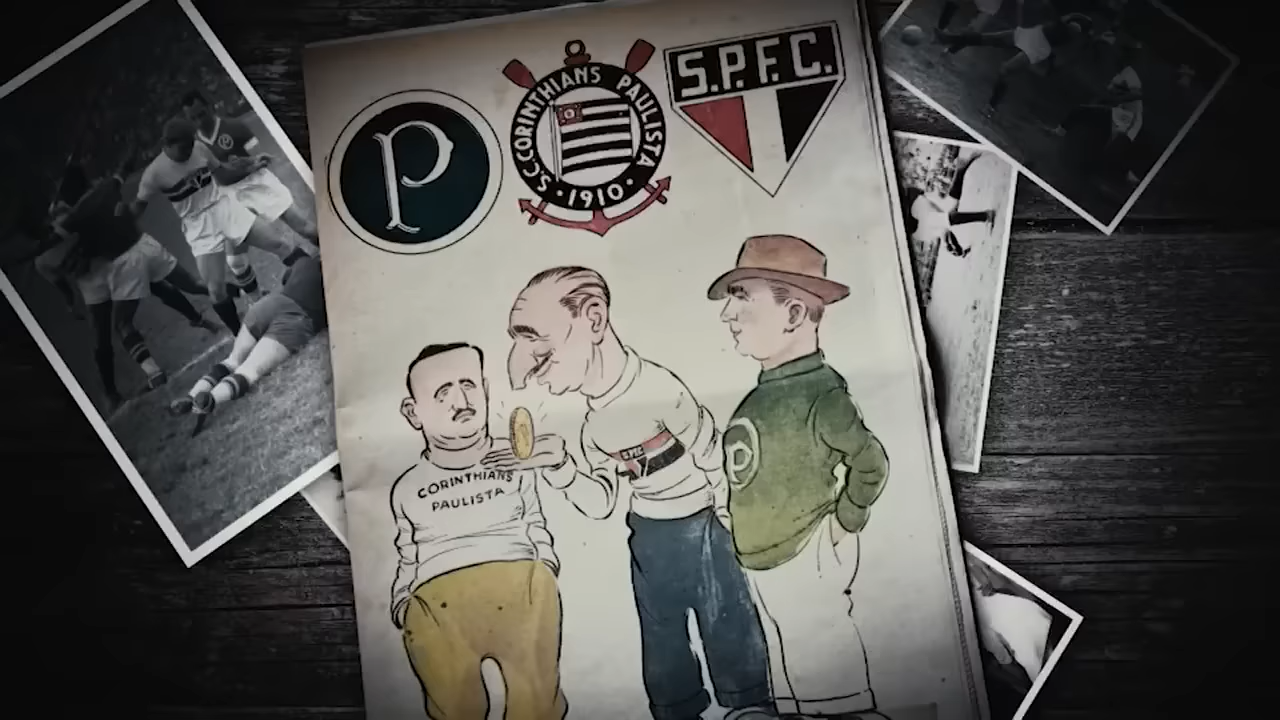 P
S.C.CORINTHIANS PAULISTA
·1910·
S.P.F.C.
CORINTHIANS
PAULISTA
P